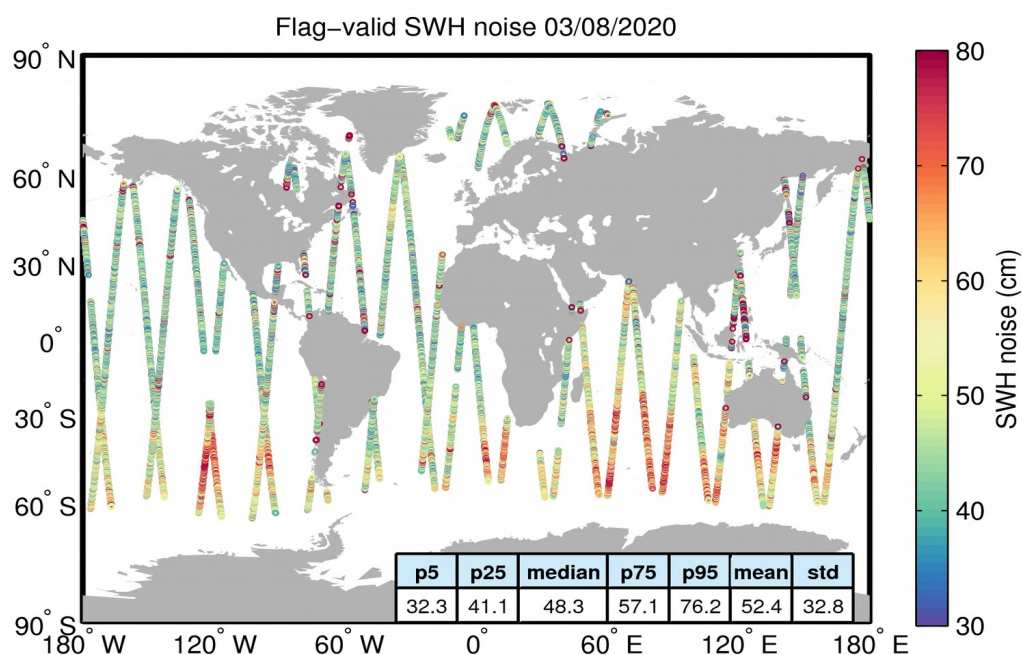 Flag−valid SWH noise 03/08/2020
90° N
60° N
30° N
0°
30° S
60° S
90° S
180° W
120° W
60° W
0°
60° E
120° E
180° E
80
70
60
50
40
30
SWH noise (cm)
p5 p25 median p75 p95 mean std
32.3 41.1 48.3 57.1 76.2 52.4 32.8